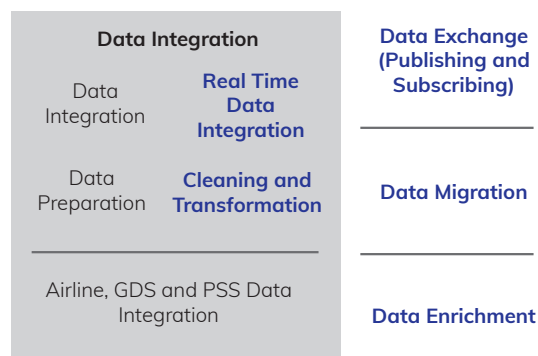 Data Integration
Data
Integration
Real Time
Data
Integration
Data
Preparation
Cleaning and
Transformation
Airline, GDS and PSS Data
Integration
Data Exchange
(Publishing and
Subscribing)
Data Migration
Data Enrichment